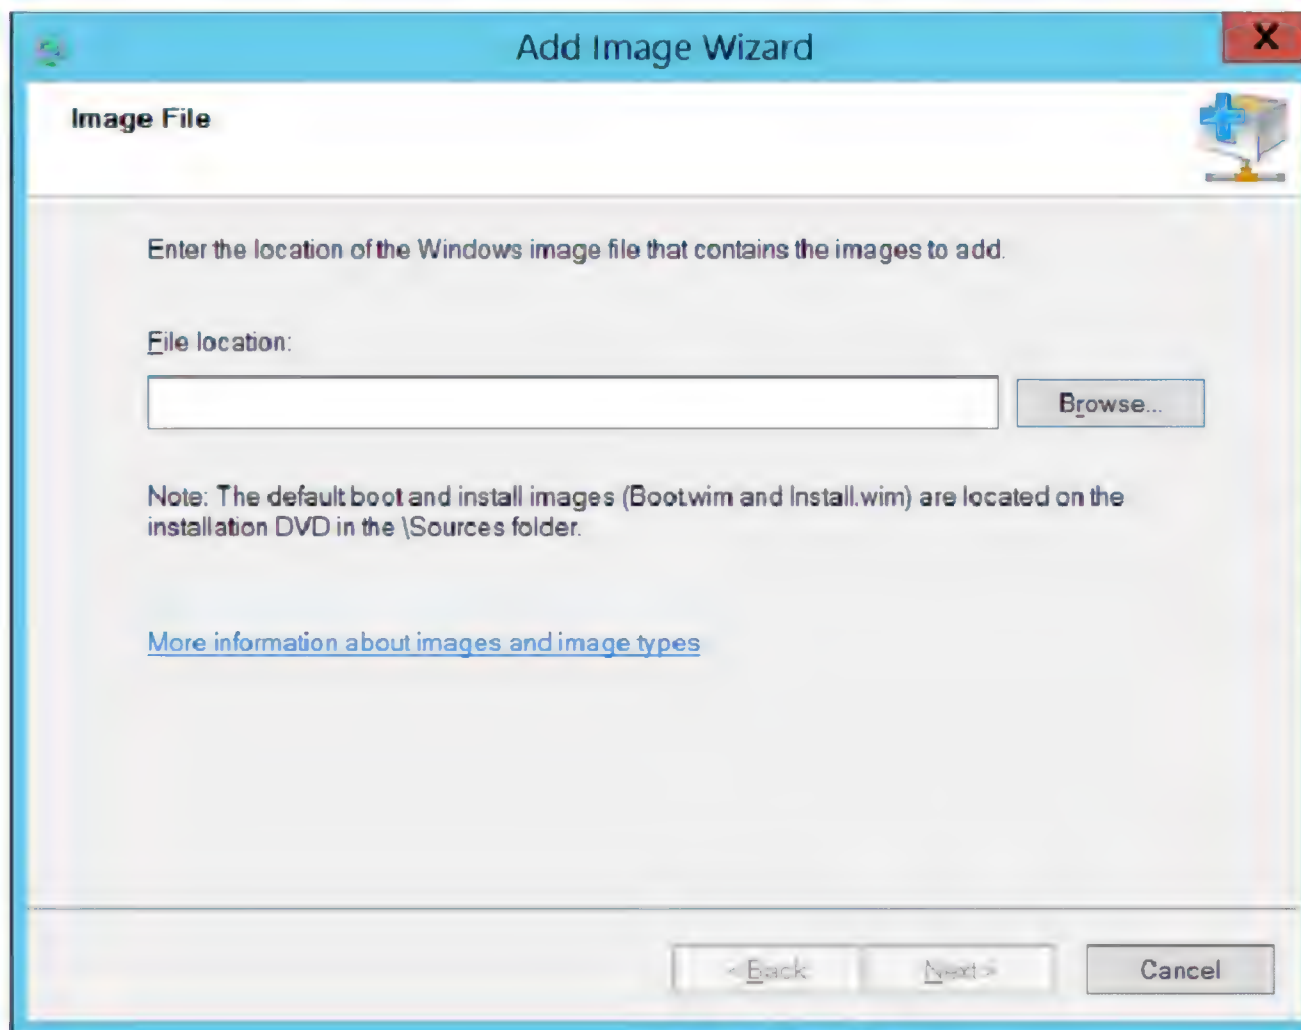 Add Image Wizard
X
Image File
Enter the location of the Windows image file that contains the images to add.
File location:
Browse...
Note: The default boot and install images (Boot.wim and Install.wim) are located on the
installation DVD in the \Sources folder.
More information about images and image types
< Back
Next >
Cancel